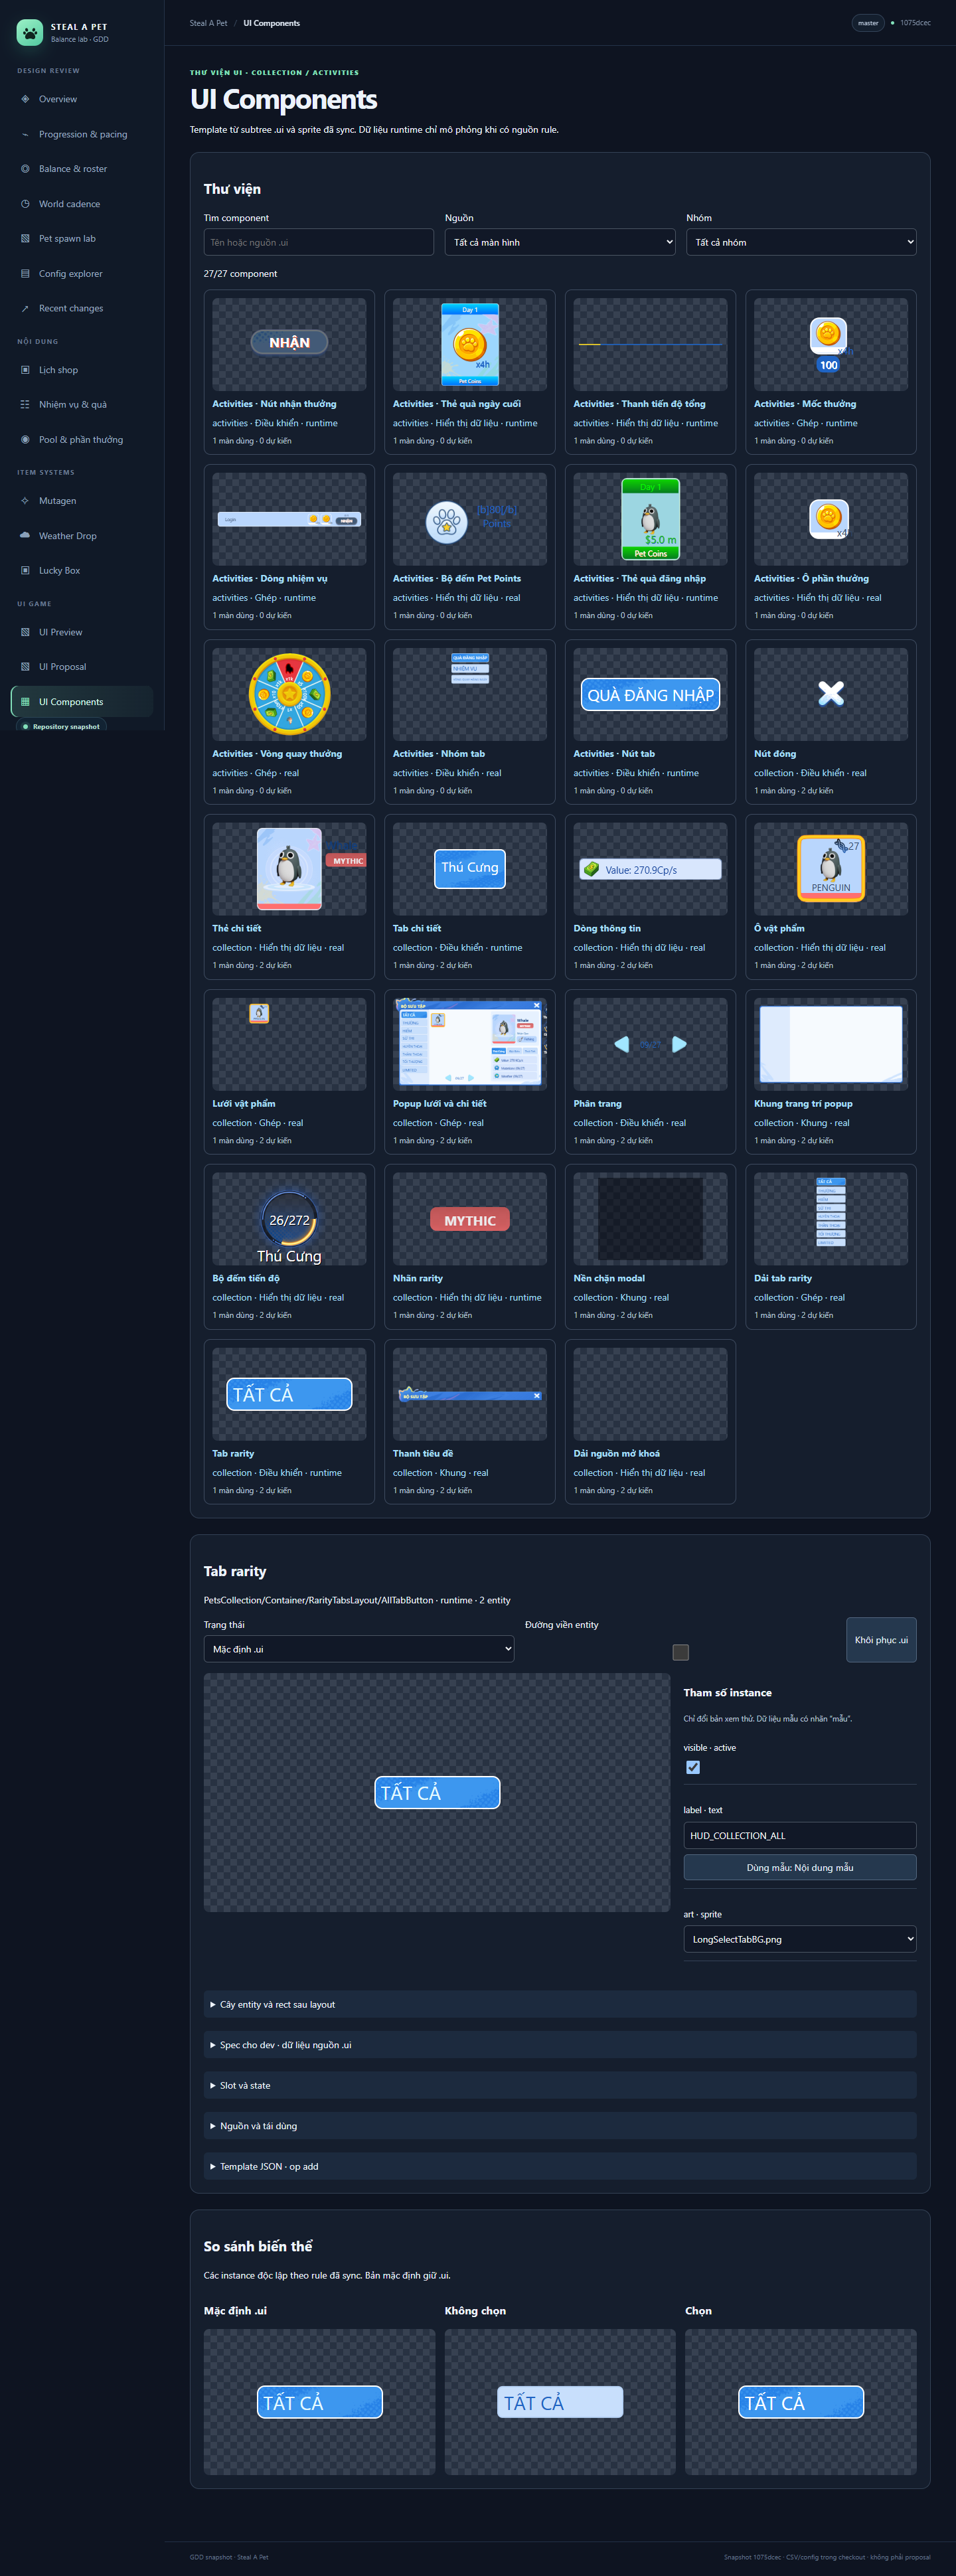 STEAL A PET
Balance lab · GDD
DESIGN REVIEW
Overview
Progression & pacing
Balance & roster
World cadence
Pet spawn lab
Config explorer
Recent changes
NỘI DUNG
Lịch shop
Nhiệm vụ & quà
Pool & phần thưởng
ITEM SYSTEMS
Mutagen
Weather Drop
Lucky Box
UI GAME
UI Preview
UI Proposal
UI Components
Repository snapshot
Steal A Pet / UI Components
master
1075dcec
THƯ VIỆN UI · COLLECTION / ACTIVITIES
UI Components
Template từ subtree .ui và sprite đã sync. Dữ liệu runtime chỉ mô phỏng khi có nguồn rule.
Thư viện
Tìm component
Nguồn
Nhóm
Tên hoặc nguồn .ui
Tất cả màn hình
Tất cả nhóm
27/27 component
NHẬN
Activities · Nút nhận thưởng
activities · Điều khiển · runtime
1 màn dùng · 0 dự kiến
Day 1
x4h
Pet Coins
Activities · Thẻ quà ngày cuối
activities · Hiển thị dữ liệu · runtime
1 màn dùng · 0 dự kiến
Activities · Thanh tiến độ tổng
activities · Hiển thị dữ liệu · runtime
1 màn dùng · 0 dự kiến
x4h
100
Activities · Mốc thưởng
activities · Ghép · runtime
1 màn dùng · 0 dự kiến
Login
NHẬN
Activities · Dòng nhiệm vụ
activities · Ghép · runtime
1 màn dùng · 0 dự kiến
[b]80[/b]
Points
Activities · Bộ đếm Pet Points
activities · Hiển thị dữ liệu · real
1 màn dùng · 0 dự kiến
Day 1
$5.0 m
Pet Coins
Activities · Thẻ quà đăng nhập
activities · Hiển thị dữ liệu · runtime
1 màn dùng · 0 dự kiến
Activities · Ô phần thưởng
activities · Hiển thị dữ liệu · real
1 màn dùng · 0 dự kiến
Activities · Vòng quay thưởng
activities · Ghép · real
1 màn dùng · 0 dự kiến
QUÀ ĐĂNG NHẬP
NHIỆM VỤ
Activities · Nhóm tab
activities · Điều khiển · real
1 màn dùng · 0 dự kiến
QUÀ ĐĂNG NHẬP
Activities · Nút tab
activities · Điều khiển · runtime
1 màn dùng · 0 dự kiến
Nút đóng
collection · Điều khiển · real
1 màn dùng · 2 dự kiến
MYTHIC
Thẻ chi tiết
collection · Hiển thị dữ liệu · real
1 màn dùng · 2 dự kiến
Thú Cưng
Tab chi tiết
collection · Điều khiển · runtime
1 màn dùng · 2 dự kiến
Value: 270.9Cp/s
Dòng thông tin
collection · Hiển thị dữ liệu · real
1 màn dùng · 2 dự kiến
PENGUIN
Ô vật phẩm
collection · Hiển thị dữ liệu · real
1 màn dùng · 2 dự kiến
Lưới vật phẩm
collection · Ghép · real
1 màn dùng · 2 dự kiến
BỘ SƯU TẬP
TẤT CẢ
Popup lưới và chi tiết
collection · Ghép · real
1 màn dùng · 2 dự kiến
Phân trang
collection · Điều khiển · real
1 màn dùng · 2 dự kiến
Khung trang trí popup
collection · Khung · real
1 màn dùng · 2 dự kiến
26/272
Thú Cưng
Bộ đếm tiến độ
collection · Hiển thị dữ liệu · real
1 màn dùng · 2 dự kiến
MYTHIC
Nhãn rarity
collection · Hiển thị dữ liệu · runtime
1 màn dùng · 2 dự kiến
Nền chặn modal
collection · Khung · real
1 màn dùng · 2 dự kiến
TẤT CẢ
Dải tab rarity
collection · Ghép · real
1 màn dùng · 2 dự kiến
TẤT CẢ
Tab rarity
collection · Điều khiển · runtime
1 màn dùng · 2 dự kiến
BỘ SƯU TẬP
Thanh tiêu đề
collection · Khung · real
1 màn dùng · 2 dự kiến
Dải nguồn mở khoá
collection · Hiển thị dữ liệu · real
1 màn dùng · 2 dự kiến
Tab rarity
PetsCollection/Container/RarityTabsLayout/AllTabButton · runtime · 2 entity
Trạng thái
Đường viền entity
Mặc định .ui
Khôi phục .ui
TẤT CẢ
Tham số instance
Chỉ đổi bản xem thử. Dữ liệu mẫu có nhãn "mẫu".
visible · active
label · text
HUD_COLLECTION_ALL
Dùng mẫu: Nội dung mẫu
art · sprite
LongSelectTabBG.png
Cây entity và rect sau layout
Spec cho dev · dữ liệu nguồn .ui
Slot và state
Nguồn và tái dùng
Template JSON · op add
So sánh biến thể
Các instance độc lập theo rule đã sync. Bản mặc định giữ .ui.
Mặc định .ui
Không chọn
Chọn
TẤT CẢ
TẤT CẢ
TẤT CẢ
GDD snapshot · Steal A Pet
Snapshot 1075dcec · CSV/config trong checkout · không phải proposal